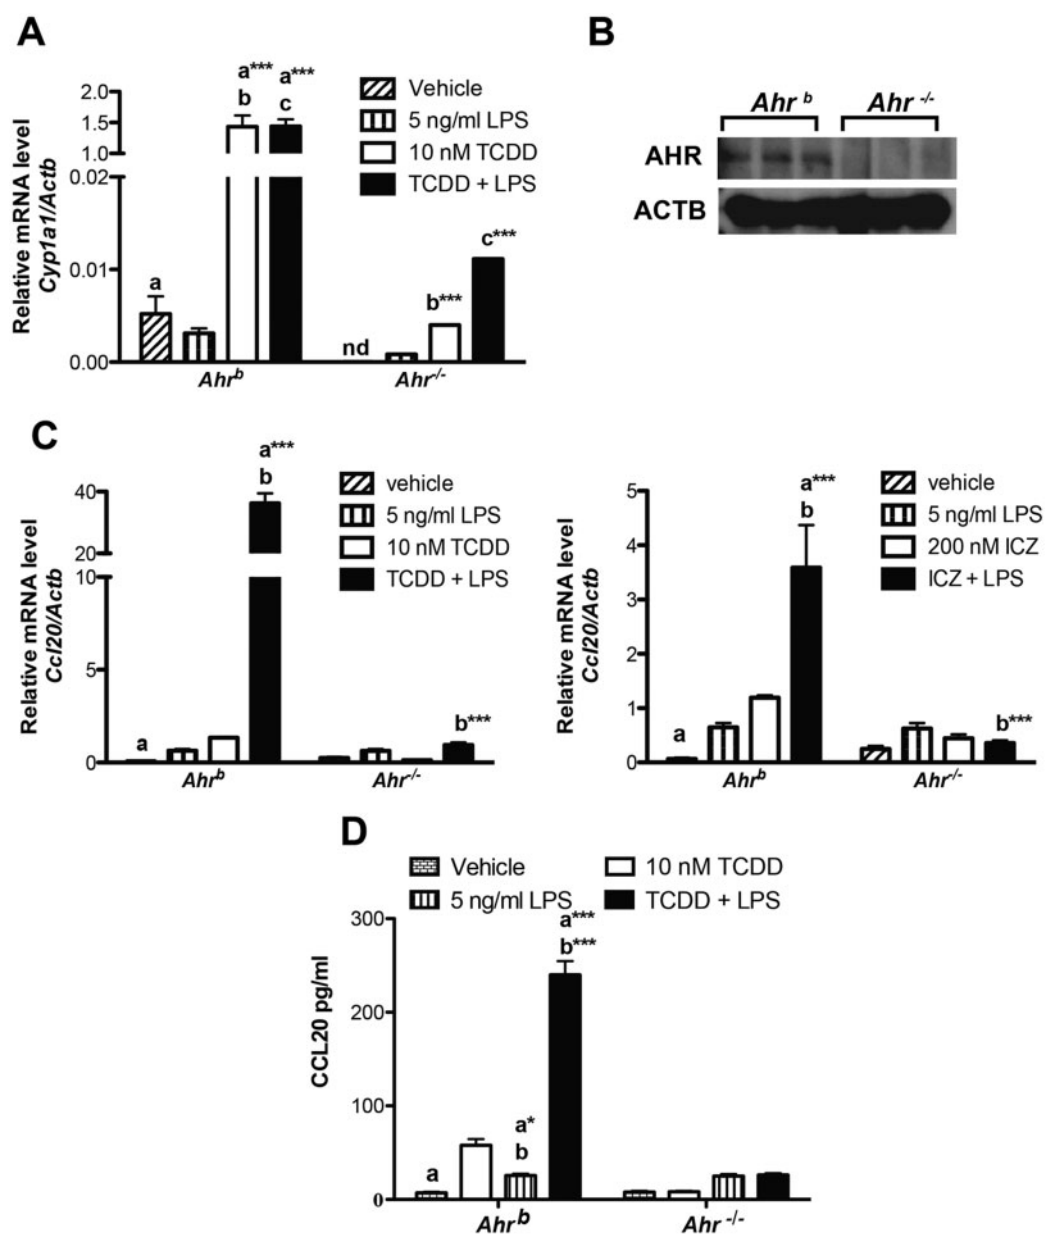 A
Relative mRNA level
Cyp1a1/Actb
2.0
1.5
1.0
0.02
0.01
0.00
a***
b
a***
c
a
nd
b***
c***
Ahrb
Ahr-/-
Vehicle
5 ng/ml LPS
10 nM TCDD
TCDD + LPS
B
Ahr b
Ahr -/-
AHR
ACTB
C
Relative mRNA level
Ccl20/Actb
40
20
10
5
0
a***
b
a
b***
Ahrb
Ahr-/-
vehicle
5 ng/ml LPS
10 nM TCDD
TCDD + LPS
Relative mRNA level
Ccl20/Actb
5
4
3
2
1
0
a***
b
a
b***
Ahrb
Ahr-/-
vehicle
5 ng/ml LPS
200 nM ICZ
ICZ + LPS
D
Vehicle
5 ng/ml LPS
10 nM TCDD
TCDD + LPS
CCL20 pg/ml
300
200
100
0
a***
b***
a*
b
a
Ahrb
Ahr -/-